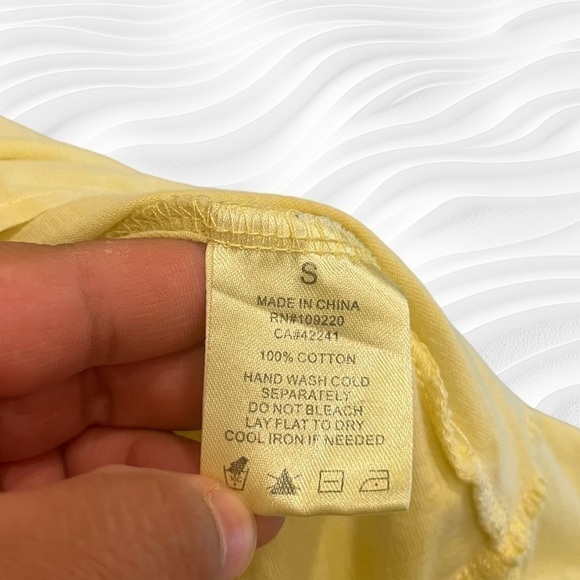 S
MADE IN CHINA
RN#109220
CA#42241
100% COTTON
HAND WASH COLD
SEPARATELY
DO NOT BLEACH
LAY FLAT TO DRY
COOL IRON IF NEEDED